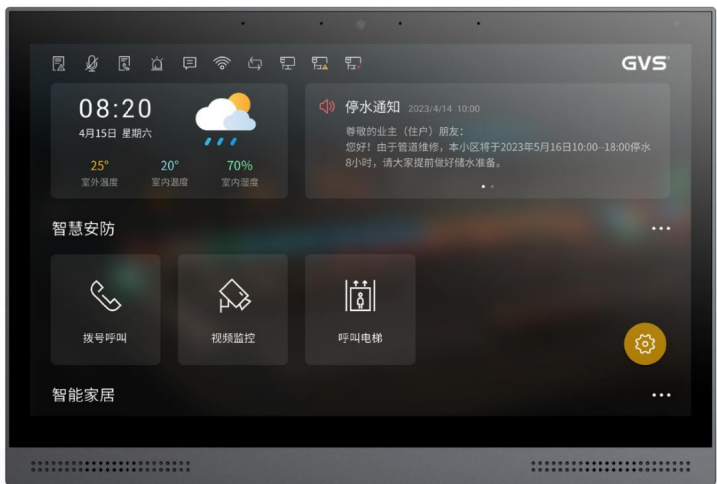 GVS
08:20
4月15日 星期六
25° 20° 70%
室外温度 室内温度 室内湿度
停水通知 2023/4/14 10:00
尊敬的业主（住户）朋友：
您好！由于管道维修，本小区将于2023年5月16日10:00--18:00停水
8小时，请大家提前做好储水准备。
智慧安防
拨号呼叫 视频监控 呼叫电梯
智能家居